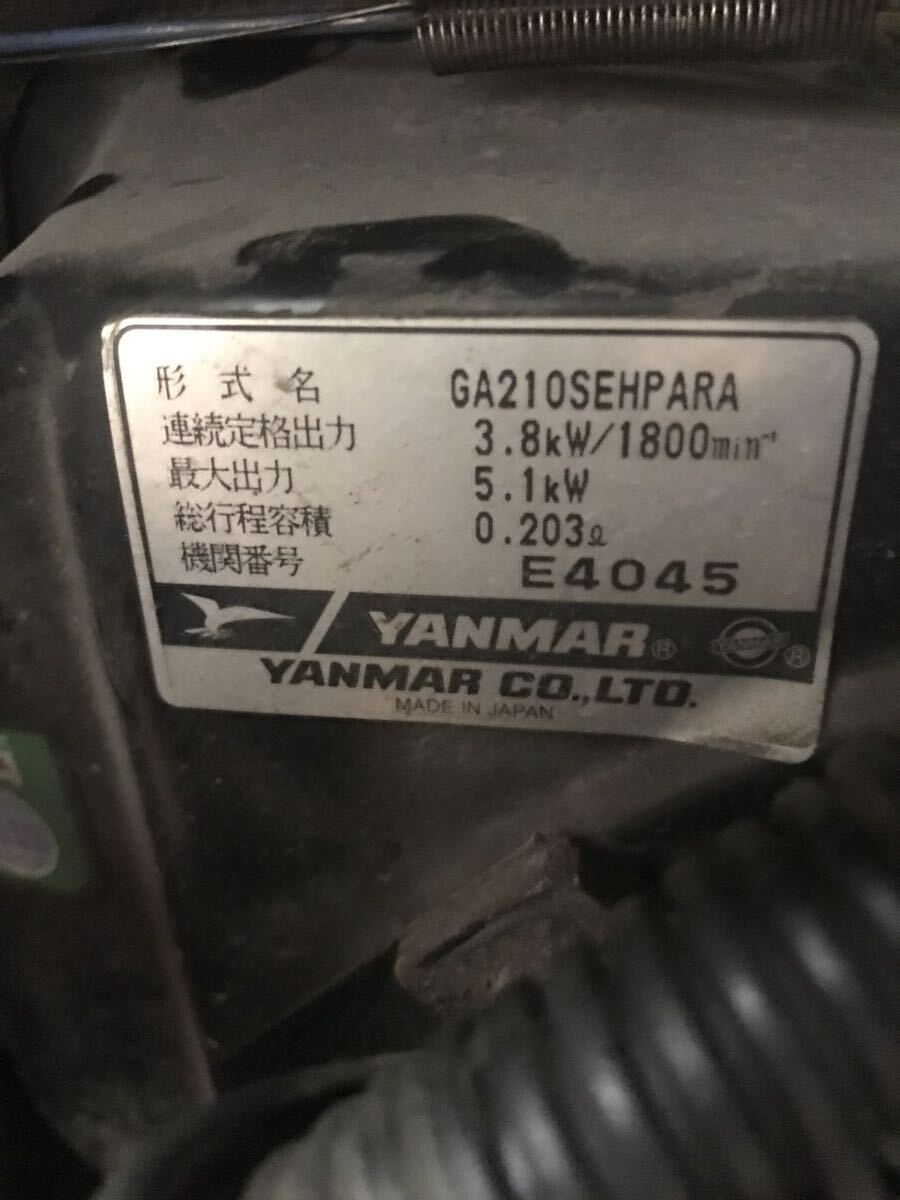 形式名 GA210SEHPARA
連続定格出力 3.8kW/1800min⁻¹
最大出力 5.1kW
総行程容積 0.203ℓ
機関番号 E4045
YANMAR® YANMAR ®
YANMAR CO.,LTD.
MADE IN JAPAN